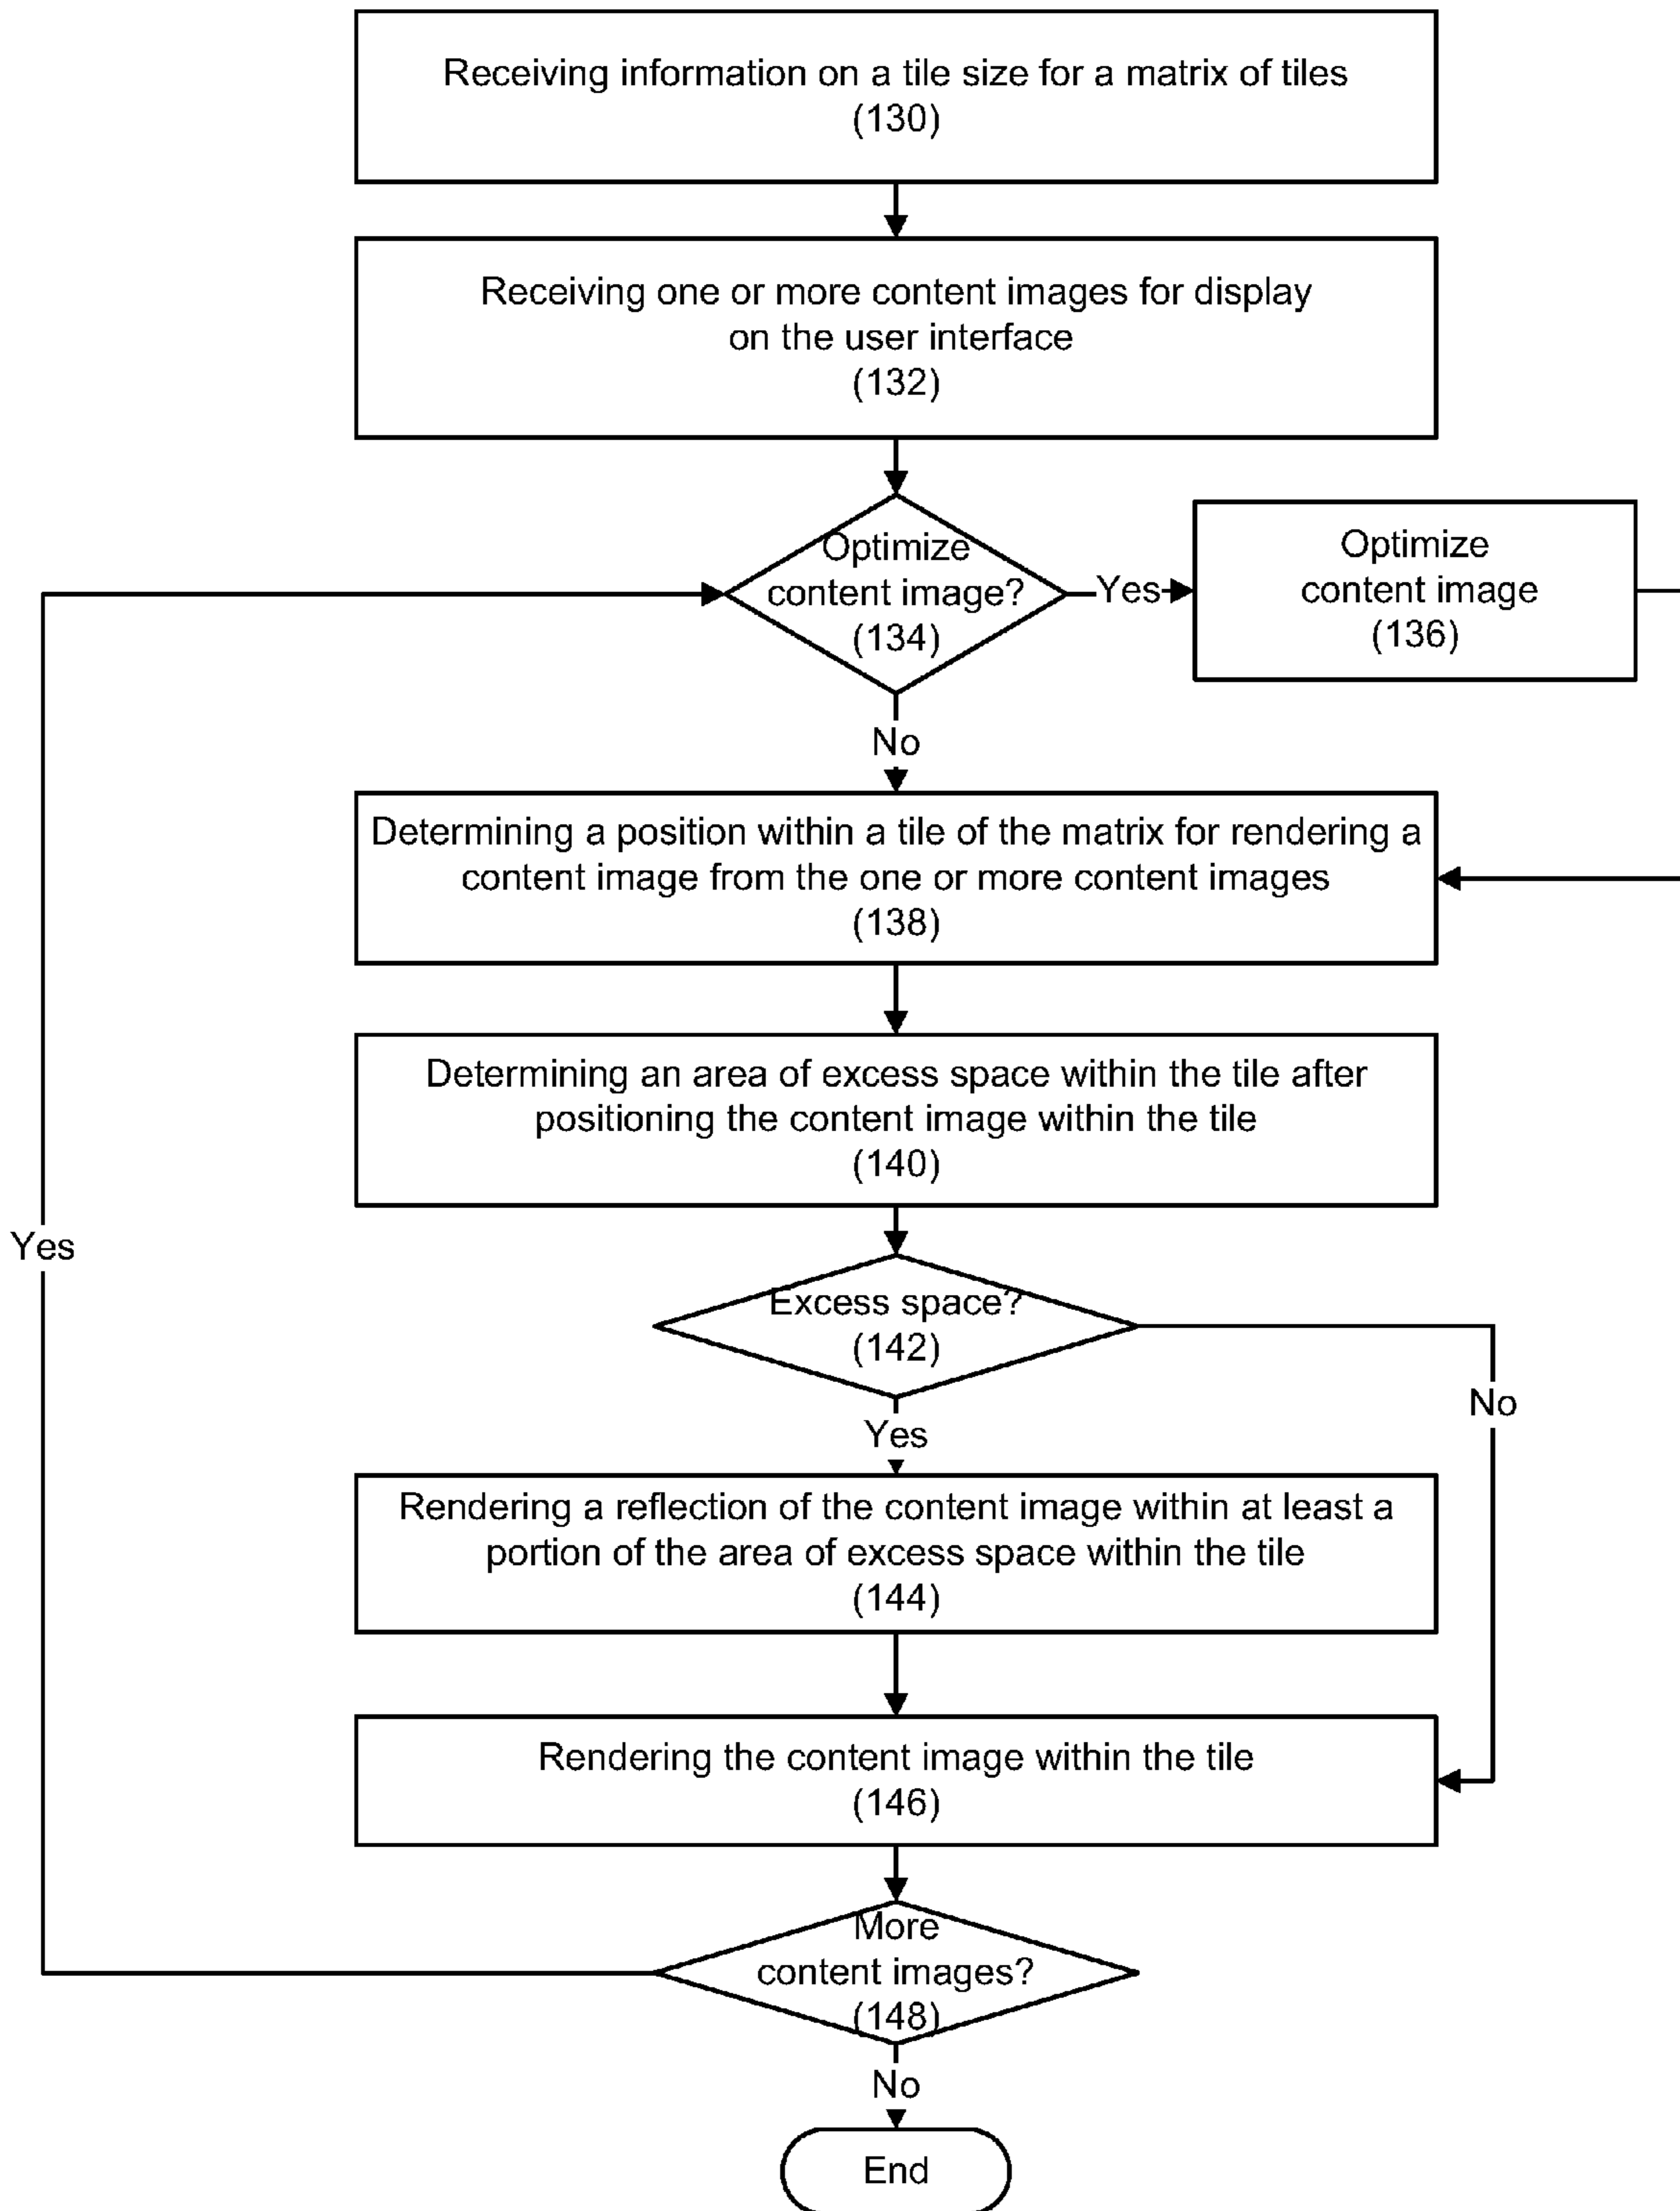 Receiving information on a tile size for a matrix of tiles
(130)
Receiving one or more content images for display
on the user interface
(132)
Optimize
content image?
(134)
Yes
Optimize
content image
(136)
No
Determining a position within a tile of the matrix for rendering a
content image from the one or more content images
(138)
Determining an area of excess space within the tile after
positioning the content image within the tile
(140)
Yes
Excess space?
(142)
No
Yes
Rendering a reflection of the content image within at least a
portion of the area of excess space within the tile
(144)
Rendering the content image within the tile
(146)
More
content images?
(148)
No
End